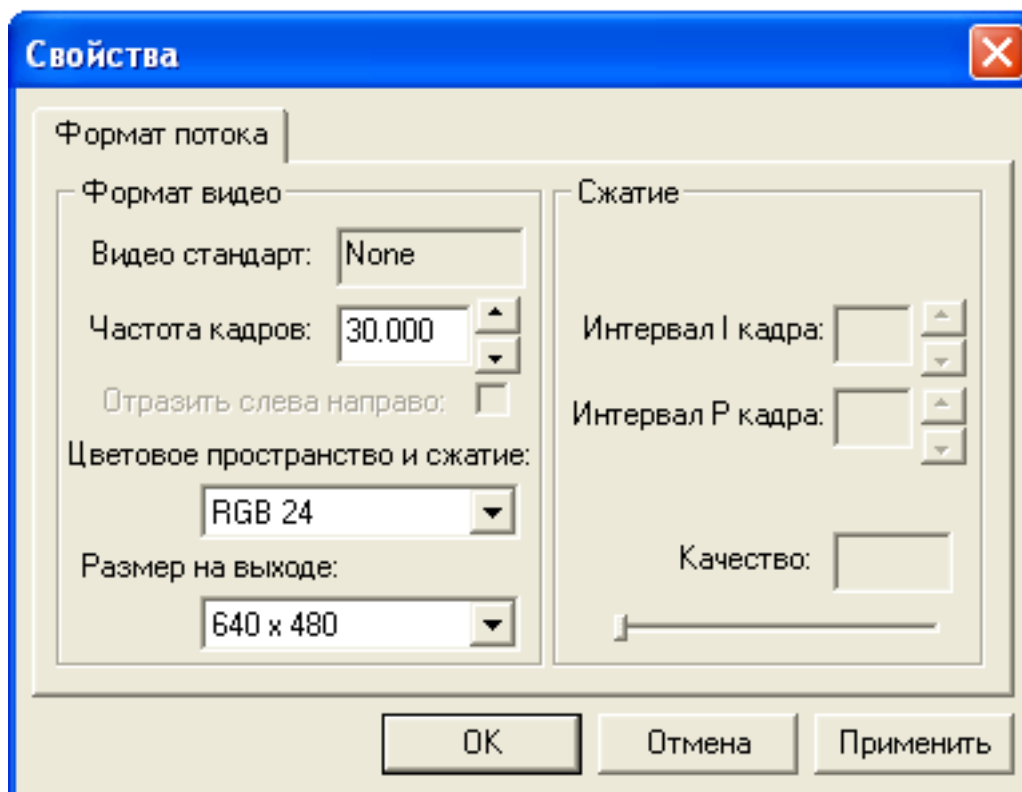 Свойства
Формат потока
Формат видео
Видео стандарт: None
Частота кадров: 30.000
Отразить слева направо:
Цветовое пространство и сжатие:
RGB 24
Размер на выходе:
640 x 480
Сжатие
Интервал I кадра:
Интервал P кадра:
Качество:
OK Отмена Применить